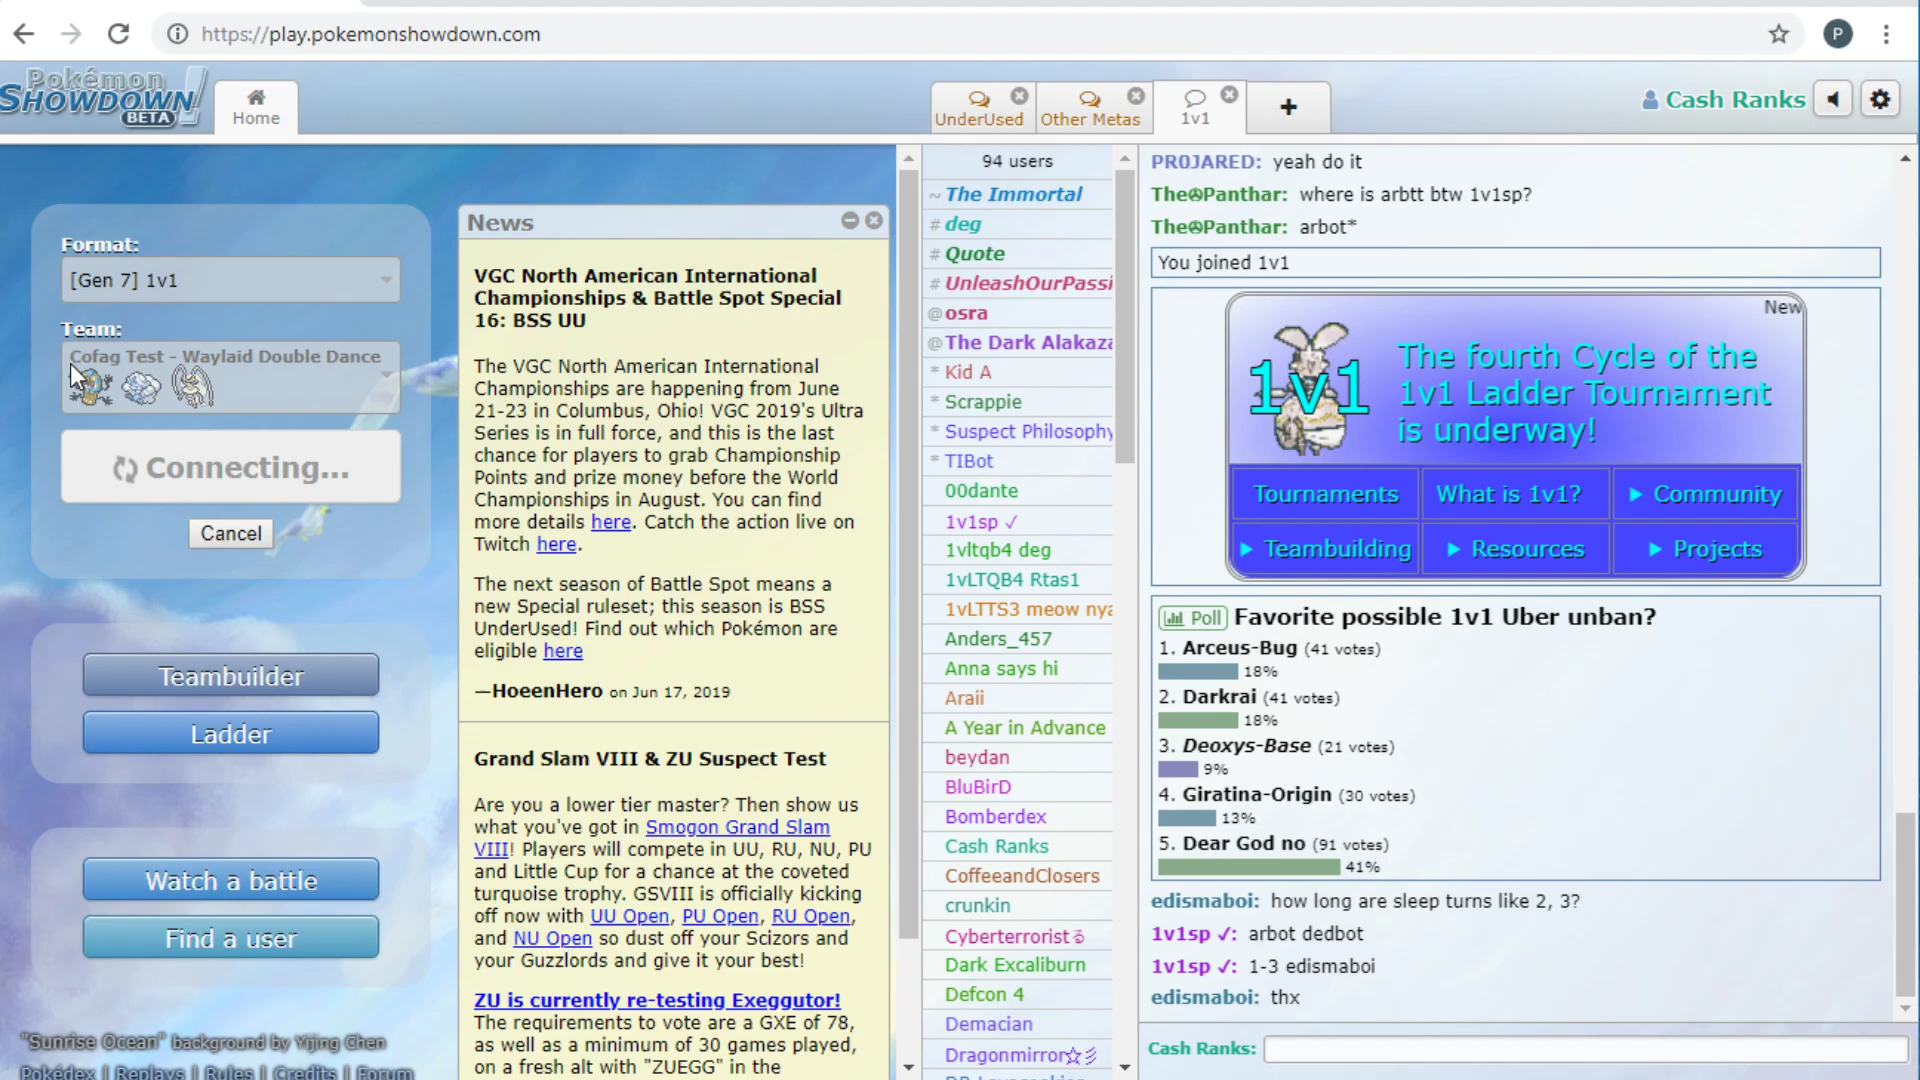 https://play.pokemonshowdown.com
P
Pokémon
SHOWDOWN!
BETA
Home
UnderUsed
Other Metas
1v1
+
Cash Ranks
Format:
[Gen 7] 1v1
Team:
Cofag Test - Waylaid Double Dance
Connecting...
Cancel
Teambuilder
Ladder
Watch a battle
Find a user
"Sunrise Ocean" background by Yijing Chen
Pokédex | Replays | Rules | Credits | Forum
News
VGC North American International
Championships & Battle Spot Special
16: BSS UU
The VGC North American International
Championships are happening from June
21-23 in Columbus, Ohio! VGC 2019's Ultra
Series is in full force, and this is the last
chance for players to grab Championship
Points and prize money before the World
Championships in August. You can find
more details here. Catch the action live on
Twitch here.
The next season of Battle Spot means a
new Special ruleset; this season is BSS
UnderUsed! Find out which Pokémon are
eligible here
—HoeenHero on Jun 17, 2019
Grand Slam VIII & ZU Suspect Test
Are you a lower tier master? Then show us
what you've got in Smogon Grand Slam
VIII! Players will compete in UU, RU, NU, PU
and Little Cup for a chance at the coveted
turquoise trophy. GSVIII is officially kicking
off now with UU Open, PU Open, RU Open,
and NU Open so dust off your Scizors and
your Guzzlords and give it your best!
ZU is currently re-testing Exeggutor!
The requirements to vote are a GXE of 78,
as well as a minimum of 30 games played,
on a fresh alt with "ZUEGG" in the
94 users
~The Immortal
#deg
#Quote
#UnleashOurPassi
@osra
@The Dark Alakaza
*Kid A
*Scrappie
*Suspect Philosophy
*TIBot
00dante
1v1sp ✓
1vltqb4 deg
1vLTQB4 Rtas1
1vLTTS3 meow nya
Anders_457
Anna says hi
Araii
A Year in Advance
beydan
BluBirD
Bomberdex
Cash Ranks
CoffeeandClosers
crunkin
Cyberterroristる
Dark Excaliburn
Defcon 4
Demacian
Dragonmirror☆彡
PR0JARED: yeah do it
The✇Panthar: where is arbtt btw 1v1sp?
The✇Panthar: arbot*
You joined 1v1
New
1v1
The fourth Cycle of the
1v1 Ladder Tournament
is underway!
Tournaments
What is 1v1?
► Community
► Teambuilding
► Resources
► Projects
Poll Favorite possible 1v1 Uber unban?
1. Arceus-Bug (41 votes)
18%
2. Darkrai (41 votes)
18%
3. Deoxys-Base (21 votes)
9%
4. Giratina-Origin (30 votes)
13%
5. Dear God no (91 votes)
41%
edismaboi: how long are sleep turns like 2, 3?
1v1sp ✓: arbot dedbot
1v1sp ✓: 1-3 edismaboi
edismaboi: thx
Cash Ranks: